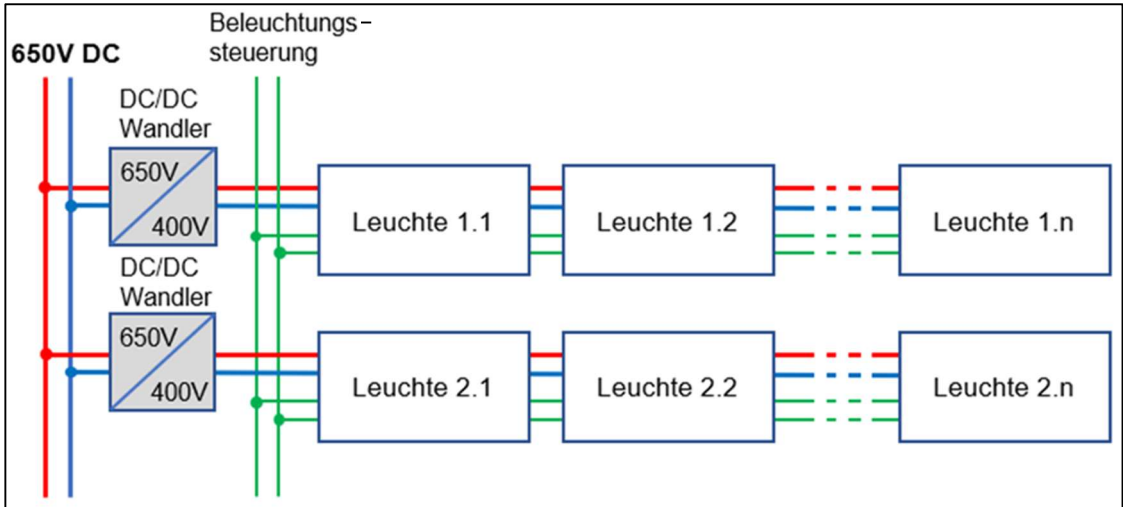 Beleuchtungs-
steuerung
650V DC
DC/DC
Wandler
650V
400V
Leuchte 1.1
Leuchte 1.2
Leuchte 1.n
DC/DC
Wandler
650V
400V
Leuchte 2.1
Leuchte 2.2
Leuchte 2.n